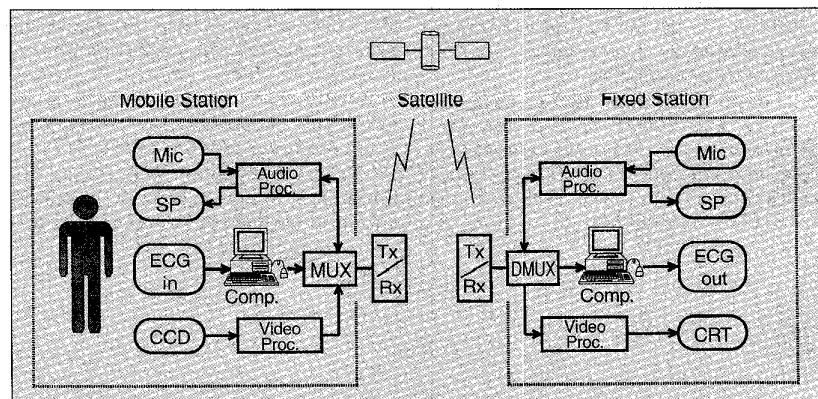 Mobile Station
Satellite
Fixed Station
Mic
Audio
Proc.
SP
ECG
in
Comp.
MUX
Tx
Rx
CCD
Video
Proc.
Tx
Rx
DMUX
Audio
Proc.
Mic
SP
Comp.
ECG
out
Video
Proc.
CRT